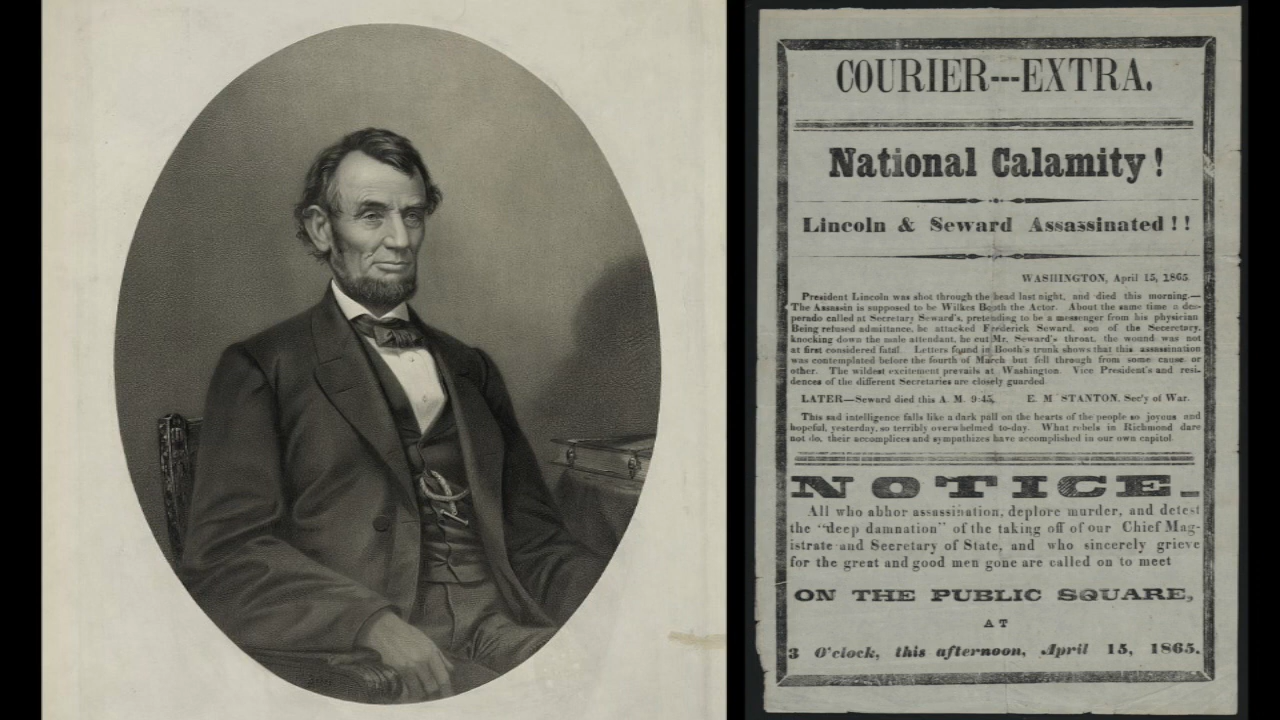 COURIER---EXTRA.
National Calamity!
Lincoln & Seward Assassinated!!
WASHINGTON, April 15, 1865.
President Lincoln was shot through the head last night, and died this morning.—
The Assassin is supposed to be Wilkes Booth the Actor. About the same time a des-
perado called at Secretary Seward's, pretending to be a messenger from his physician
Being refused admittance, he attacked Frederick Seward, son of the Seceretary,
knocking down the male attendant, he cut Mr. Seward's throat, the wound was not
at first considered fatal. Letters found in Booth's trunk shows that this assassination
was contemplated before the fourth of March but fell through from some cause or
other. The wildest excitement prevails at Washington. Vice President's and resi-
dences of the different Secretaries are closely guarded
LATER—Seward died this A. M. 9:45, E. M STANTON, Sec'y of War.
This sad intelligence falls like a dark pall on the hearts of the people so joyous and
hopeful, yesterday, so terribly overwhelmed to-day. What rebels in Richmond dare
not do, their accomplices and sympathizes have accomplished in our own capitol
NOTICE.
All who abhor assassination, deplore murder, and detest
the "deep damnation" of the taking off of our Chief Mag-
istrate and Secretary of State, and who sincerely grieve
for the great and good men gone are called on to meet
ON THE PUBLIC SQUARE,
AT
3 O'clock, this afternoon, April 15, 1865.